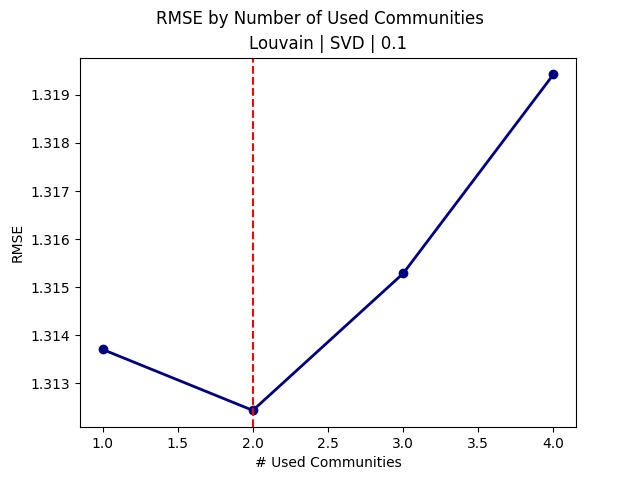 RMSE by Number of Used Communities
Louvain | SVD | 0.1
1.319
1.318
1.317
1.316
1.315
1.314
1.313
RMSE
1.0 1.5 2.0 2.5 3.0 3.5 4.0
# Used Communities